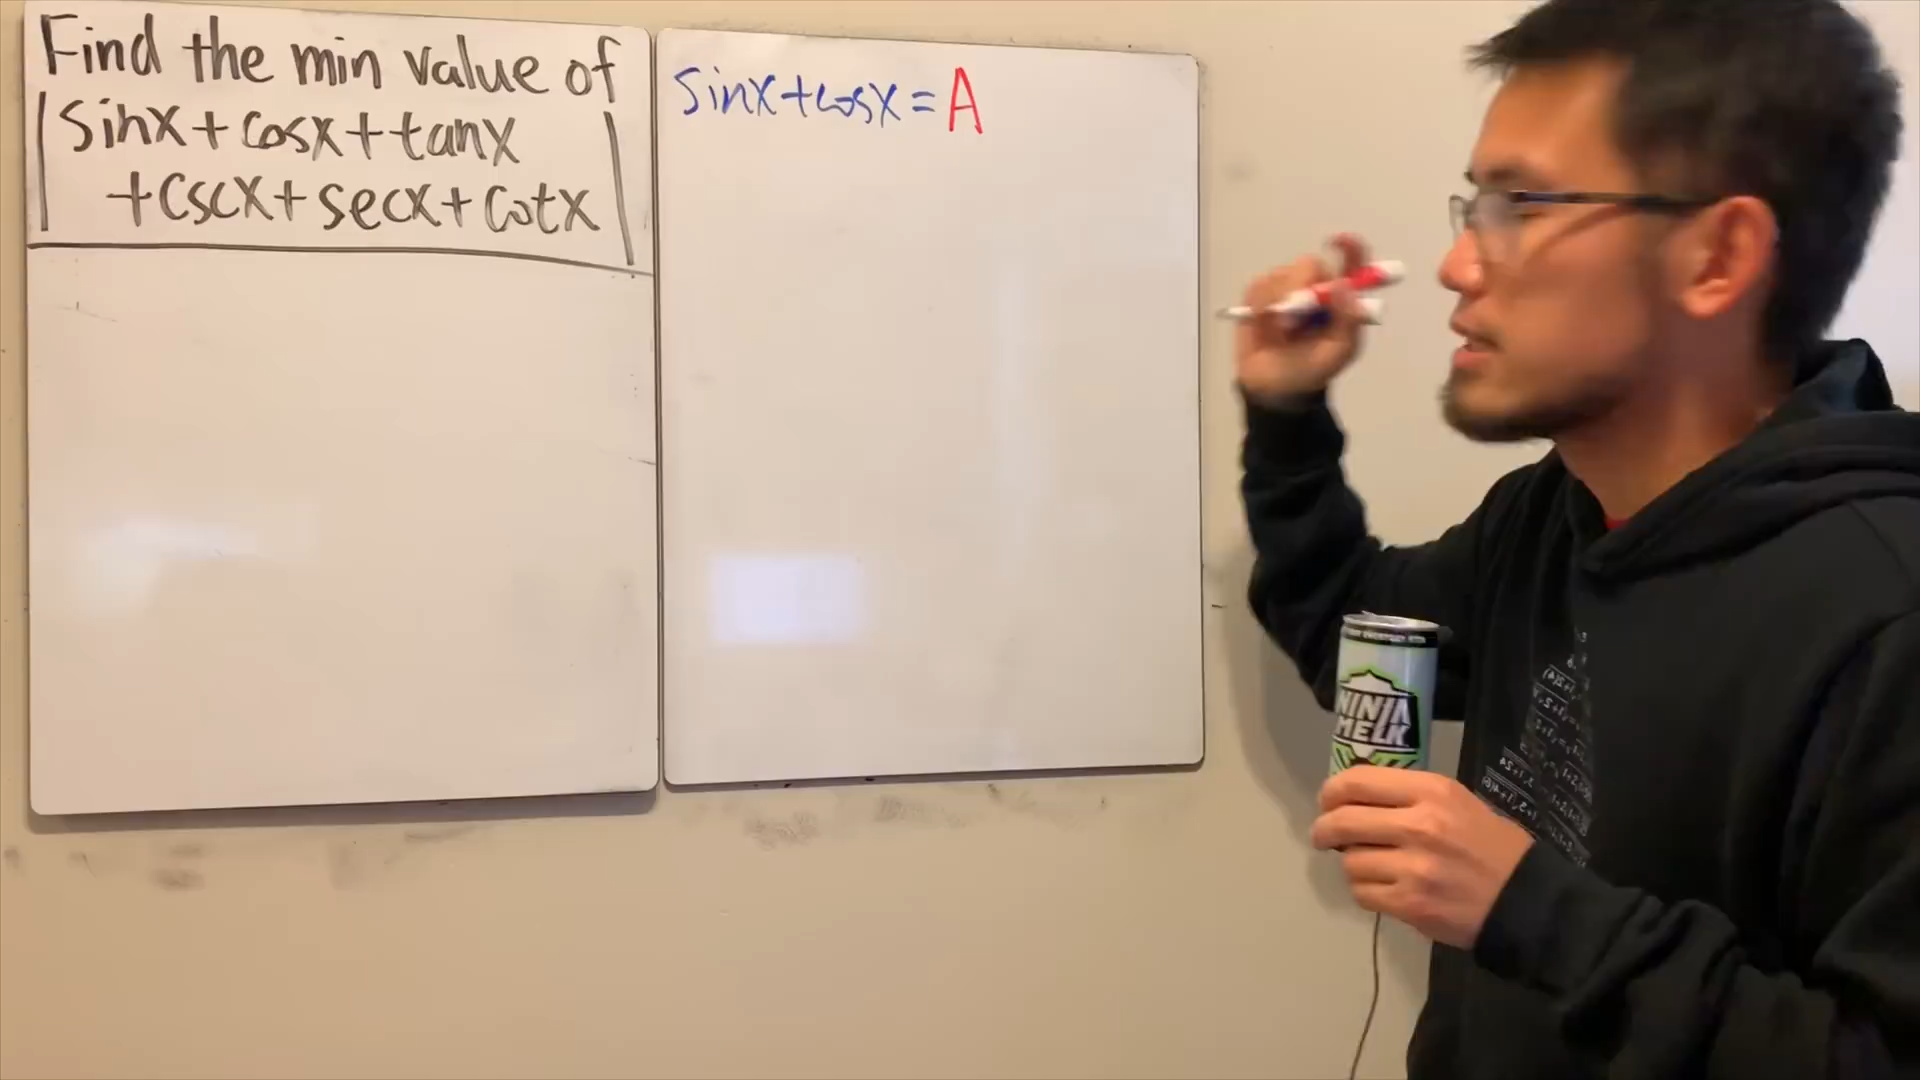 Find the min value of
|sinx+cosx+tanx
+cscx+secx+cotx|
sinx+cosx=A
NINJA
MELK